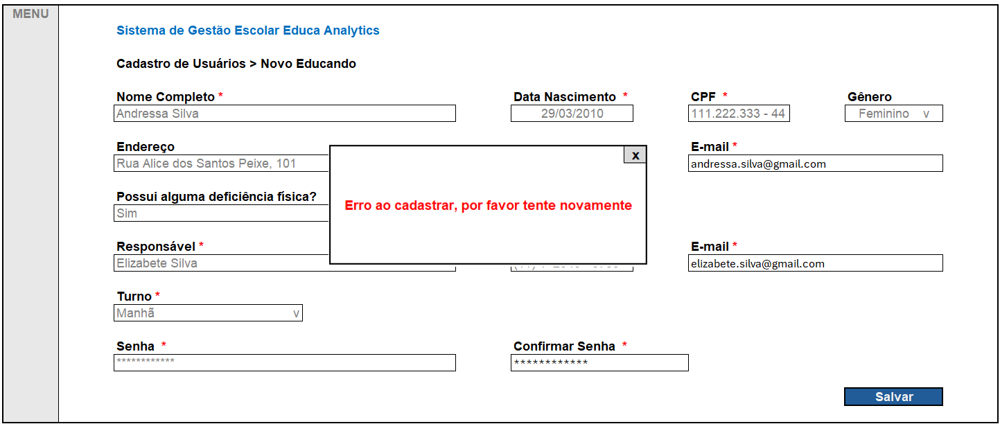 MENU
Sistema de Gestão Escolar Educa Analytics
Cadastro de Usuários > Novo Educando
Nome Completo * Data Nascimento * CPF * Gênero
Andressa Silva 29/03/2010 111.222.333 - 44 Feminino v
Endereço E-mail *
Rua Alice dos Santos Peixe, 101 andressa.silva@gmail.com
x
Possui alguma deficiência física?
Erro ao cadastrar, por favor tente novamente
Sim
Responsável * E-mail *
Elizabete Silva elizabete.silva@gmail.com
Turno *
Manhã v
Senha * Confirmar Senha *
************ ************
Salvar